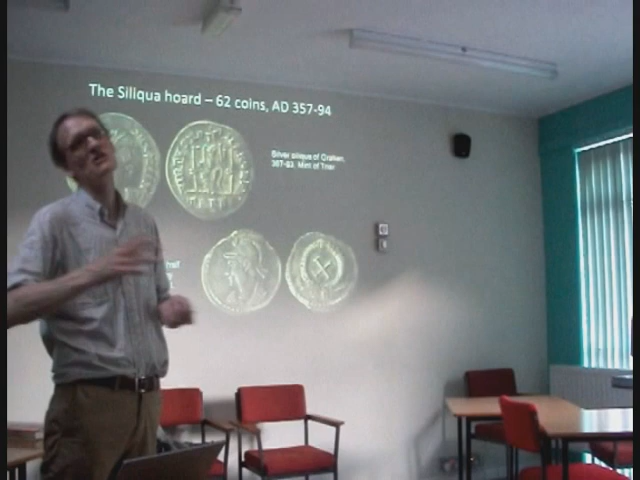 The Siliqua hoard – 62 coins, AD 357-94
Silver siliqua of Gratian,
367-83. Mint of Trier